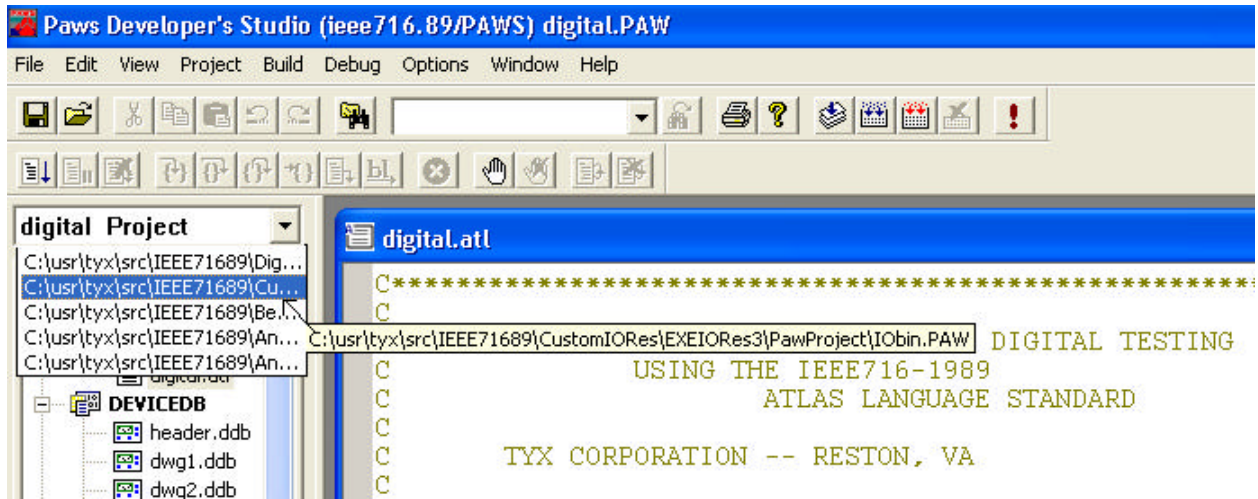 Paws Developer's Studio (ieee716.89/PAWS) digital.PAW
File Edit View Project Build Debug Options Window Help
digital Project
C:\usr\tyx\src\IEEE71689\Dig...
C:\usr\tyx\src\IEEE71689\Cu...
C:\usr\tyx\src\IEEE71689\Be...
C:\usr\tyx\src\IEEE71689\An...
C:\usr\tyx\src\IEEE71689\An...
C:\usr\tyx\src\IEEE71689\CustomIORes\EXEIORes3\PawProject\IObin.PAW
digital.atl
DEVICEDB
header.ddb
dwg1.ddb
dwg2.ddb
digital.atl
C******************************************************
C
DIGITAL TESTING
C USING THE IEEE716-1989
C ATLAS LANGUAGE STANDARD
C
C TYX CORPORATION -- RESTON, VA
C